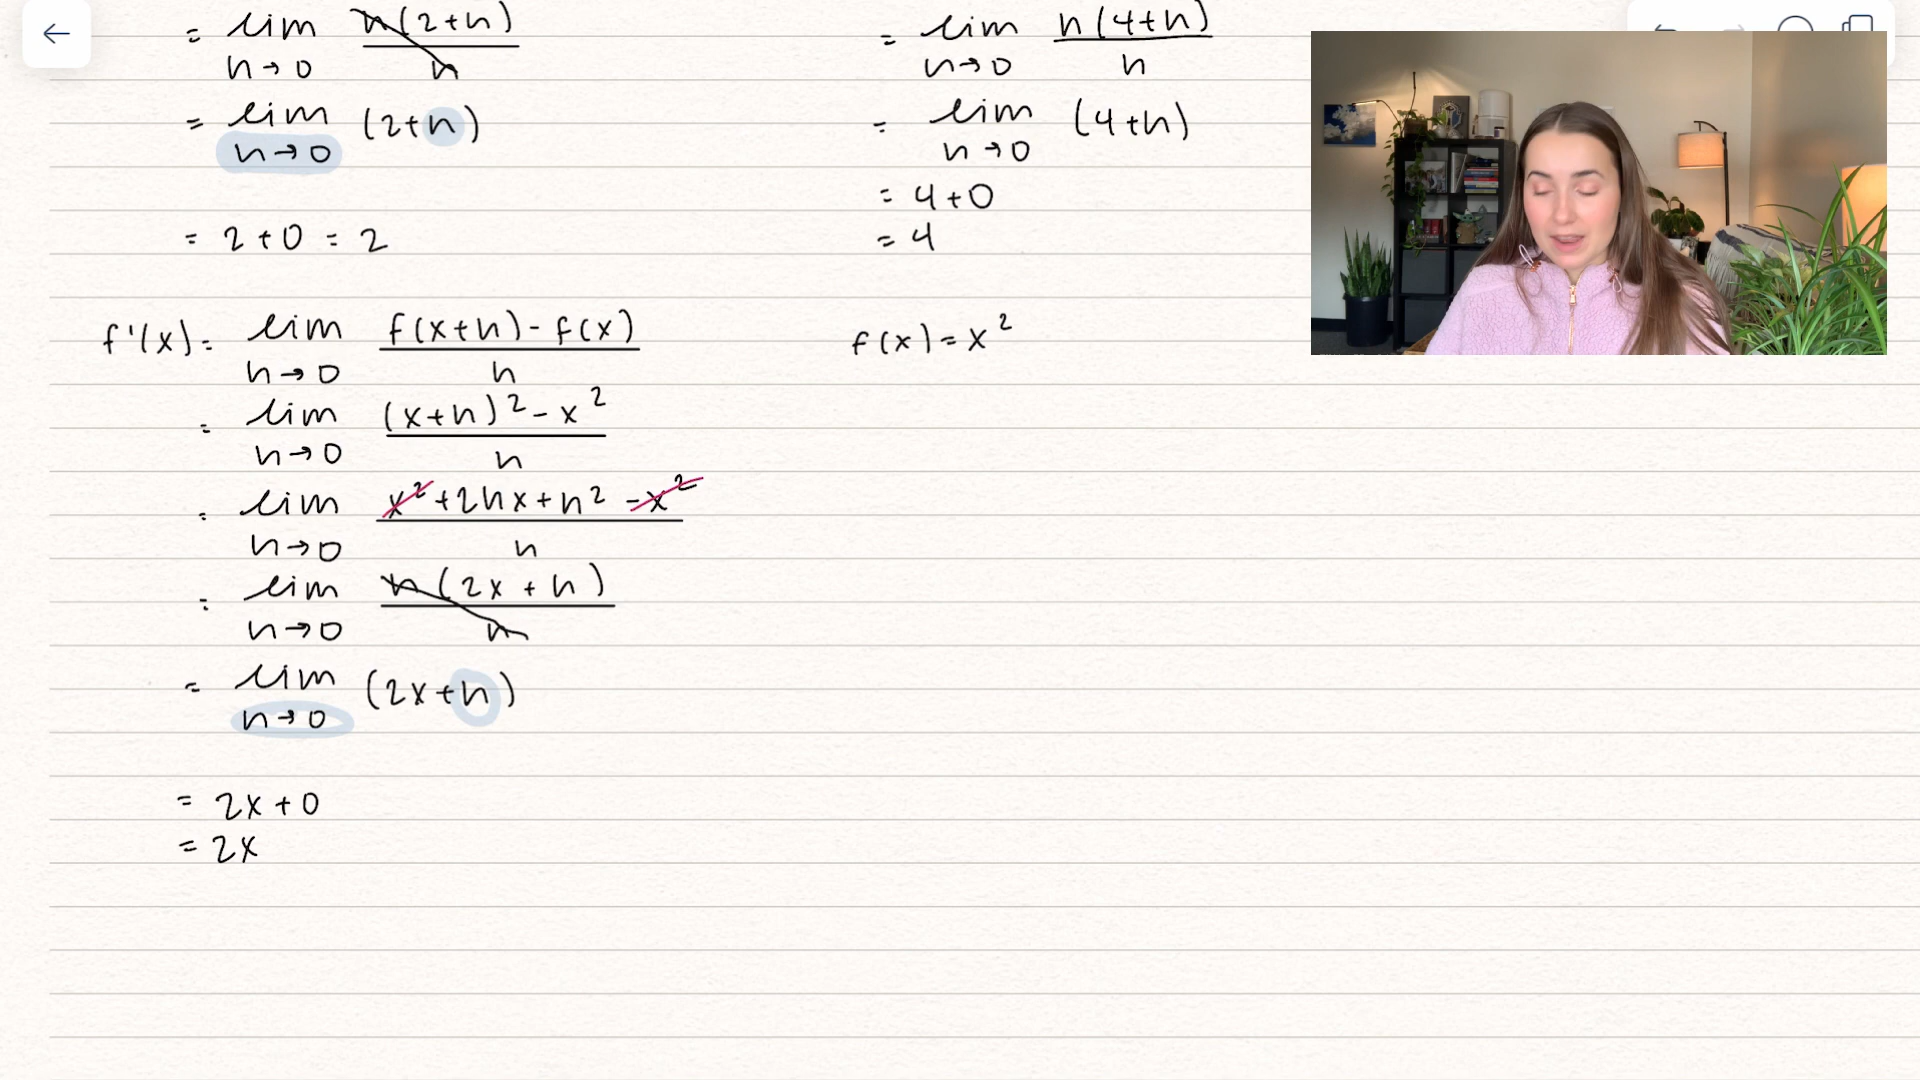 = lim h(2+h)
h→0 h
= lim (2+h)
h→0
= 2+0 = 2
= lim h(4+h)
h→0 h
= lim (4+h)
h→0
= 4+0
= 4
f'(x) = lim f(x+h) - f(x)
h→0 h
= lim (x+h)² - x²
h→0 h
= lim x² + 2hx + h² - x²
h→0 h
= lim h(2x + h)
h→0 h
= lim (2x+h)
h→0
= 2x + 0
= 2x
f(x) = x²